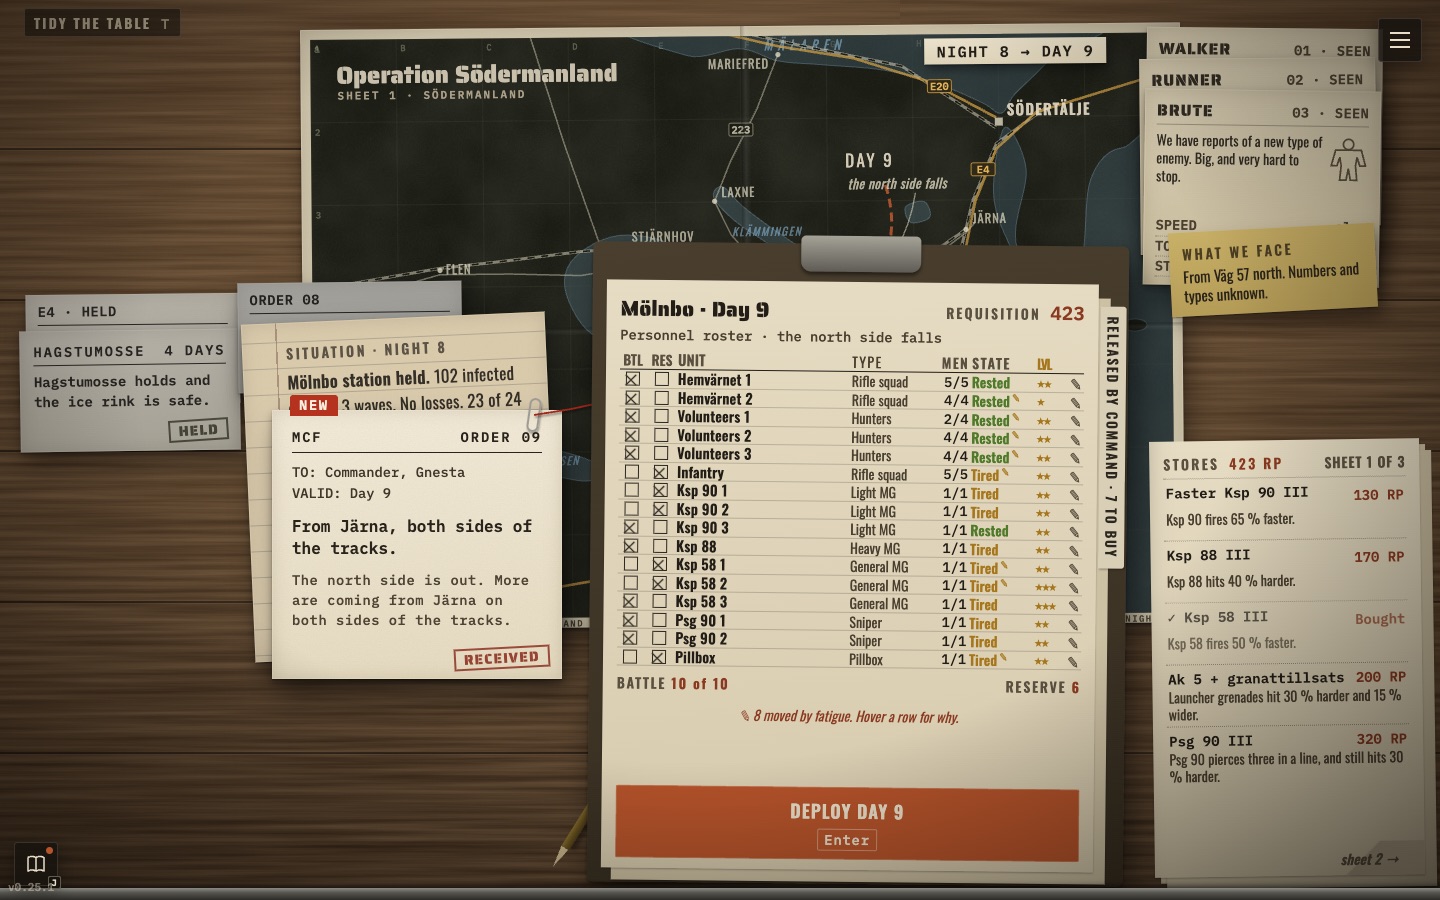 TIDY THE TABLE T
Operation Södermanland
SHEET 1 · SÖDERMANLAND
B
C
D
E
F
H
2
3
MÄLAREN
MARIEFRED
E20
SÖDERTÄLJE
223
DAY 9
the north side falls
E4
LAXNE
KLÄMMINGEN
JÄRNA
STJÄRNHOV
FLEN
NIGHT 8 → DAY 9
WALKER 01 · SEEN
RUNNER 02 · SEEN
BRUTE 03 · SEEN
We have reports of a new type of
enemy. Big, and very hard to
stop.
SPEED
WHAT WE FACE
From Väg 57 north. Numbers and
types unknown.
E4 · HELD
HAGSTUMOSSE 4 DAYS
Hagstumosse holds and
the ice rink is safe.
HELD
ORDER 08
SITUATION · NIGHT 8
Mölnbo station held. 102 infected
3 waves. No losses. 23 of 24
NEW
MCF ORDER 09
TO: Commander, Gnesta
VALID: Day 9
From Järna, both sides of
the tracks.
The north side is out. More
are coming from Järna on
both sides of the tracks.
RECEIVED
Mölnbo · Day 9 REQUISITION 423
Personnel roster · the north side falls
BTL RES UNIT TYPE MEN STATE LVL
Hemvärnet 1 Rifle squad 5/5 Rested
Hemvärnet 2 Rifle squad 4/4 Rested
Volunteers 1 Hunters 2/4 Rested
Volunteers 2 Hunters 4/4 Rested
Volunteers 3 Hunters 4/4 Rested
Infantry Rifle squad 5/5 Tired
Ksp 90 1 Light MG 1/1 Tired
Ksp 90 2 Light MG 1/1 Tired
Ksp 90 3 Light MG 1/1 Rested
Ksp 88 Heavy MG 1/1 Tired
Ksp 58 1 General MG 1/1 Tired
Ksp 58 2 General MG 1/1 Tired
Ksp 58 3 General MG 1/1 Tired
Psg 90 1 Sniper 1/1 Tired
Psg 90 2 Sniper 1/1 Tired
Pillbox Pillbox 1/1 Tired
BATTLE 10 of 10 RESERVE 6
8 moved by fatigue. Hover a row for why.
DEPLOY DAY 9
Enter
RELEASED BY COMMAND · 7 TO BUY
STORES 423 RP SHEET 1 OF 3
Faster Ksp 90 III 130 RP
Ksp 90 fires 65 % faster.
Ksp 88 III 170 RP
Ksp 88 hits 40 % harder.
✓ Ksp 58 III Bought
Ksp 58 fires 50 % faster.
Ak 5 + granattillsats 200 RP
Launcher grenades hit 30 % harder and 15 %
wider.
Psg 90 III 320 RP
Psg 90 pierces three in a line, and still hits 30
% harder.
sheet 2 →
J